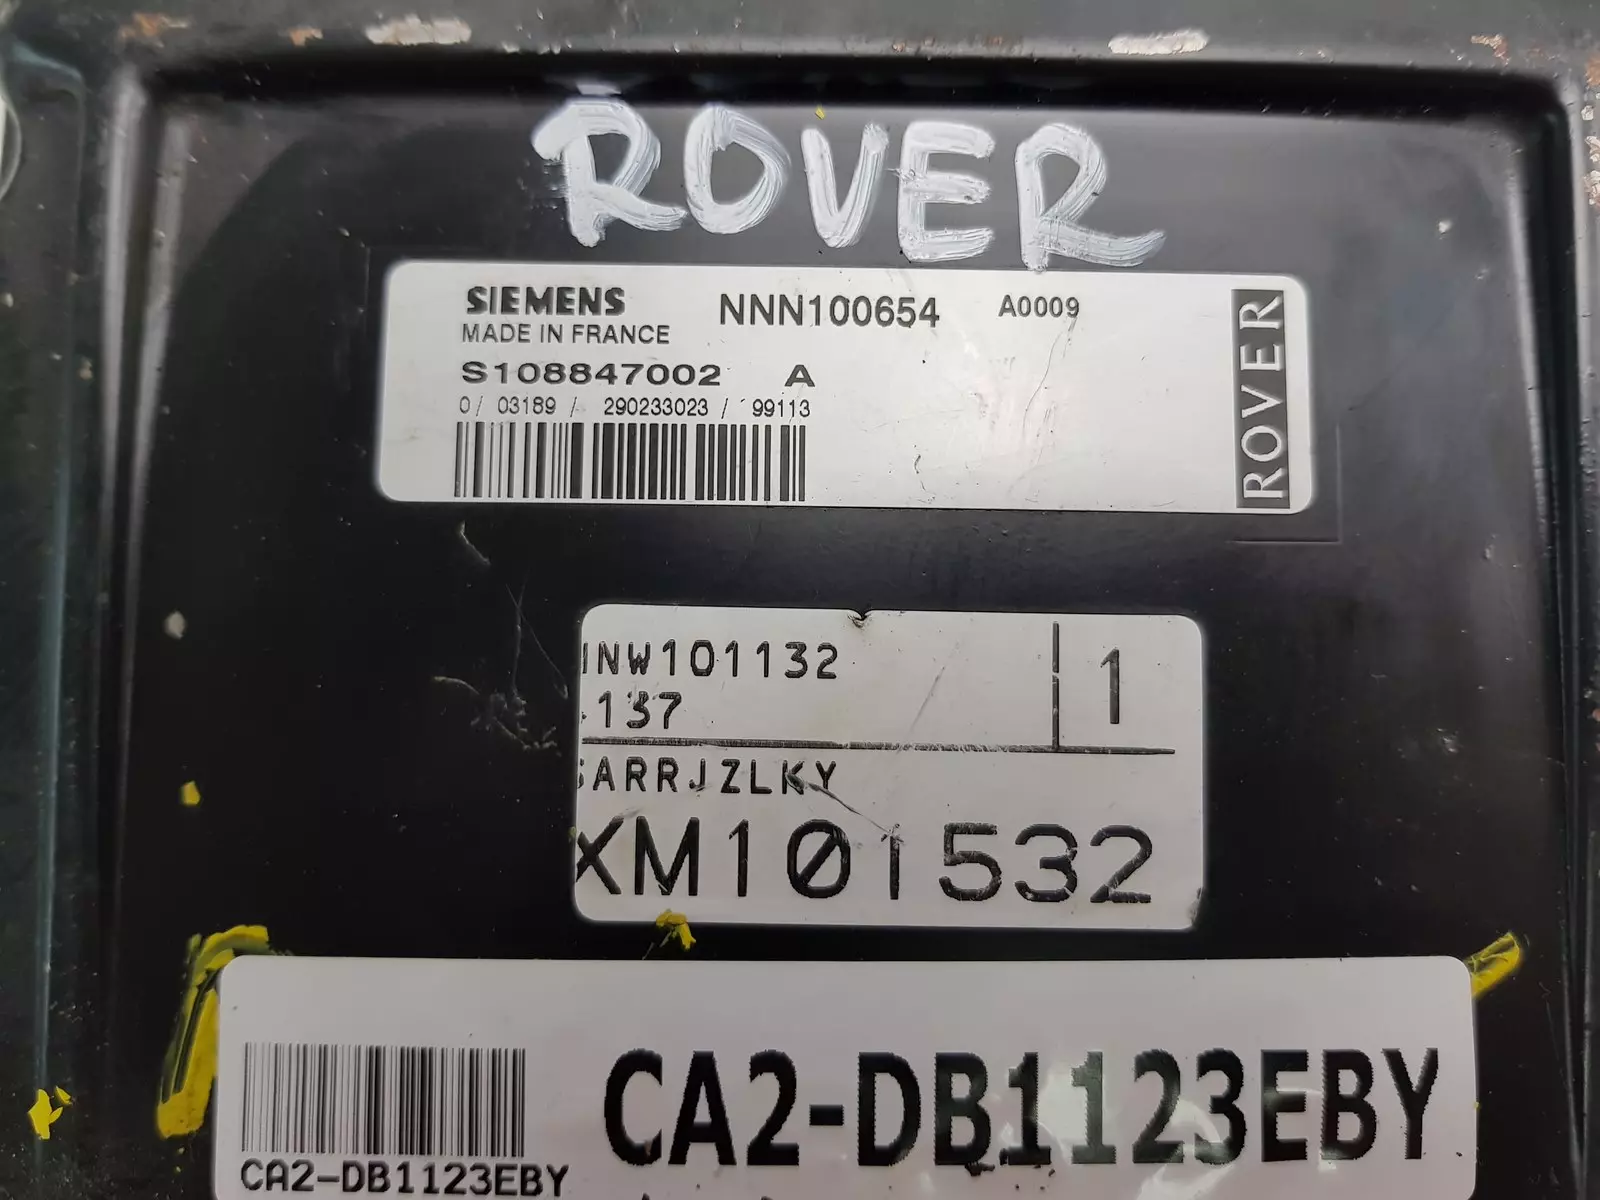 ROVER
SIEMENS NNN100654 A0009
MADE IN FRANCE
S108847002 A
0/ 03189 / 290233023 / 99113
ROVER
NW101132 1
137
ARRJZLKY
XM101532
CA2-DB1123EBY
CA2-DB1123EBY